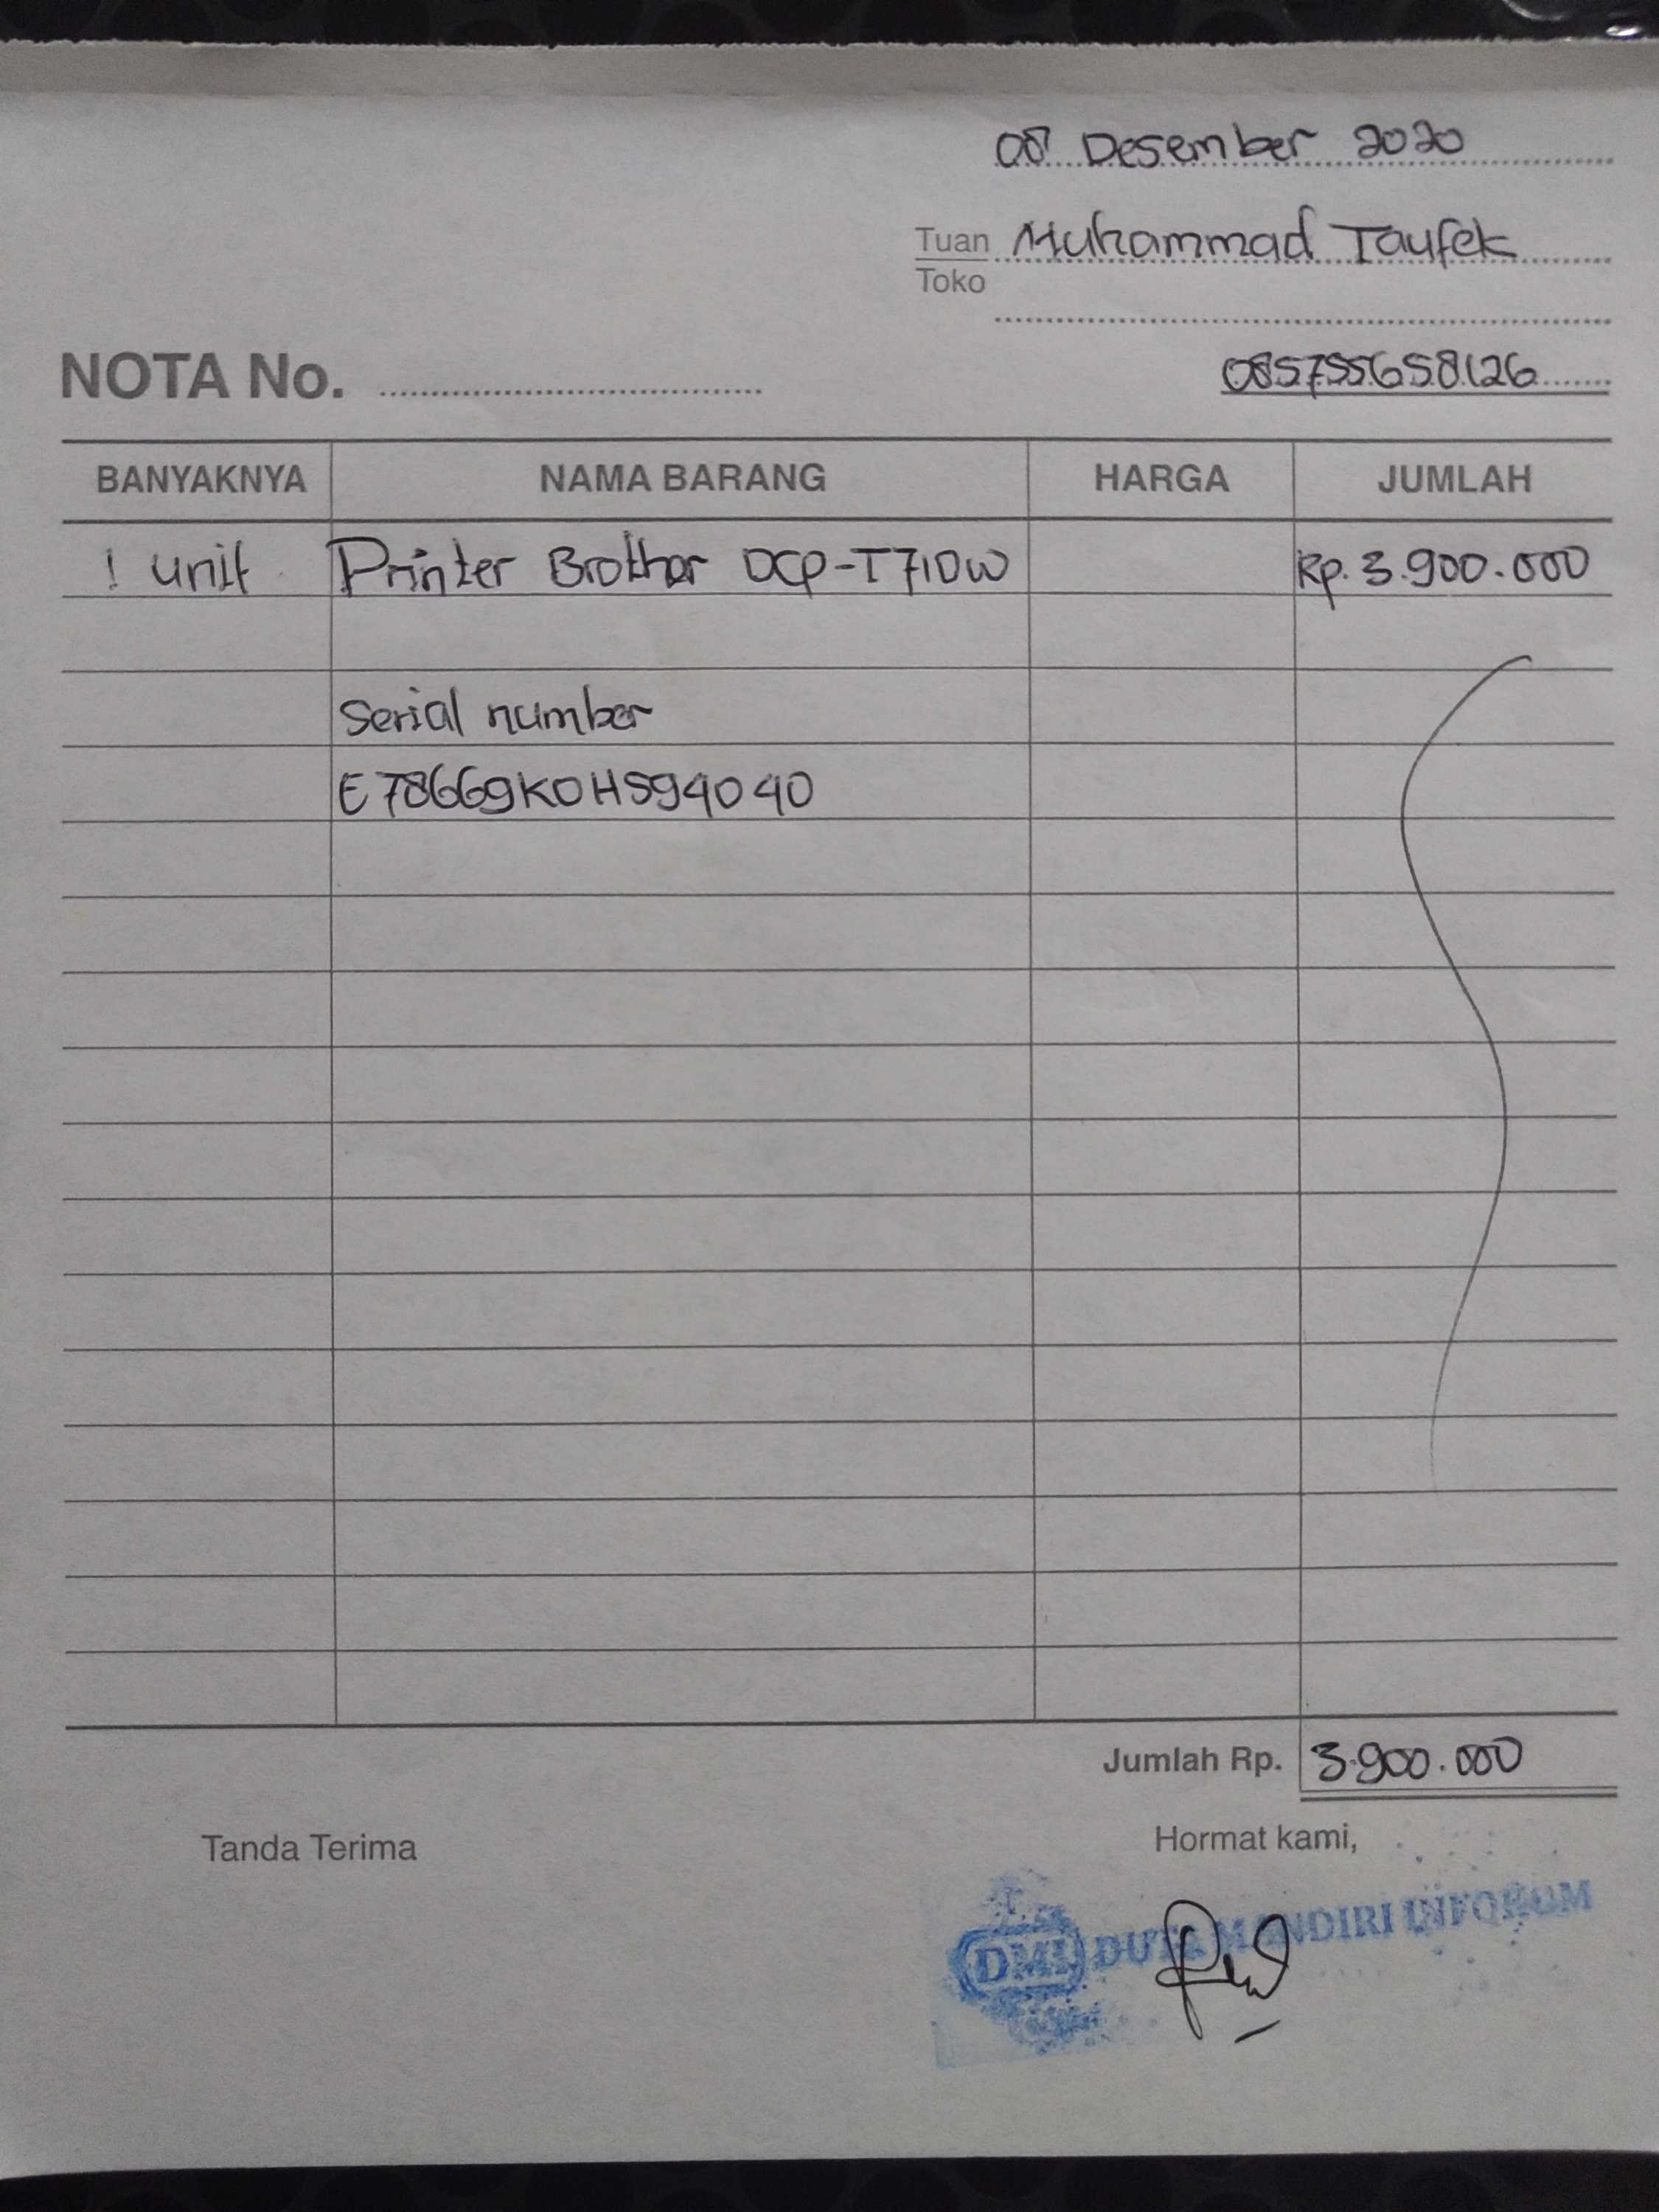 08 Desember 2020
Tuan Muhammad Taufek
Toko
085755658126
NOTA No.
BANYAKNYA NAMA BARANG HARGA JUMLAH
1 unit Printer Brother DCP-T710W Rp. 3.900.000
Serial number
E78669K0H594040
Jumlah Rp. 3.900.000
Tanda Terima Hormat kami,
DMI DUTA MANDIRI INFOKOM